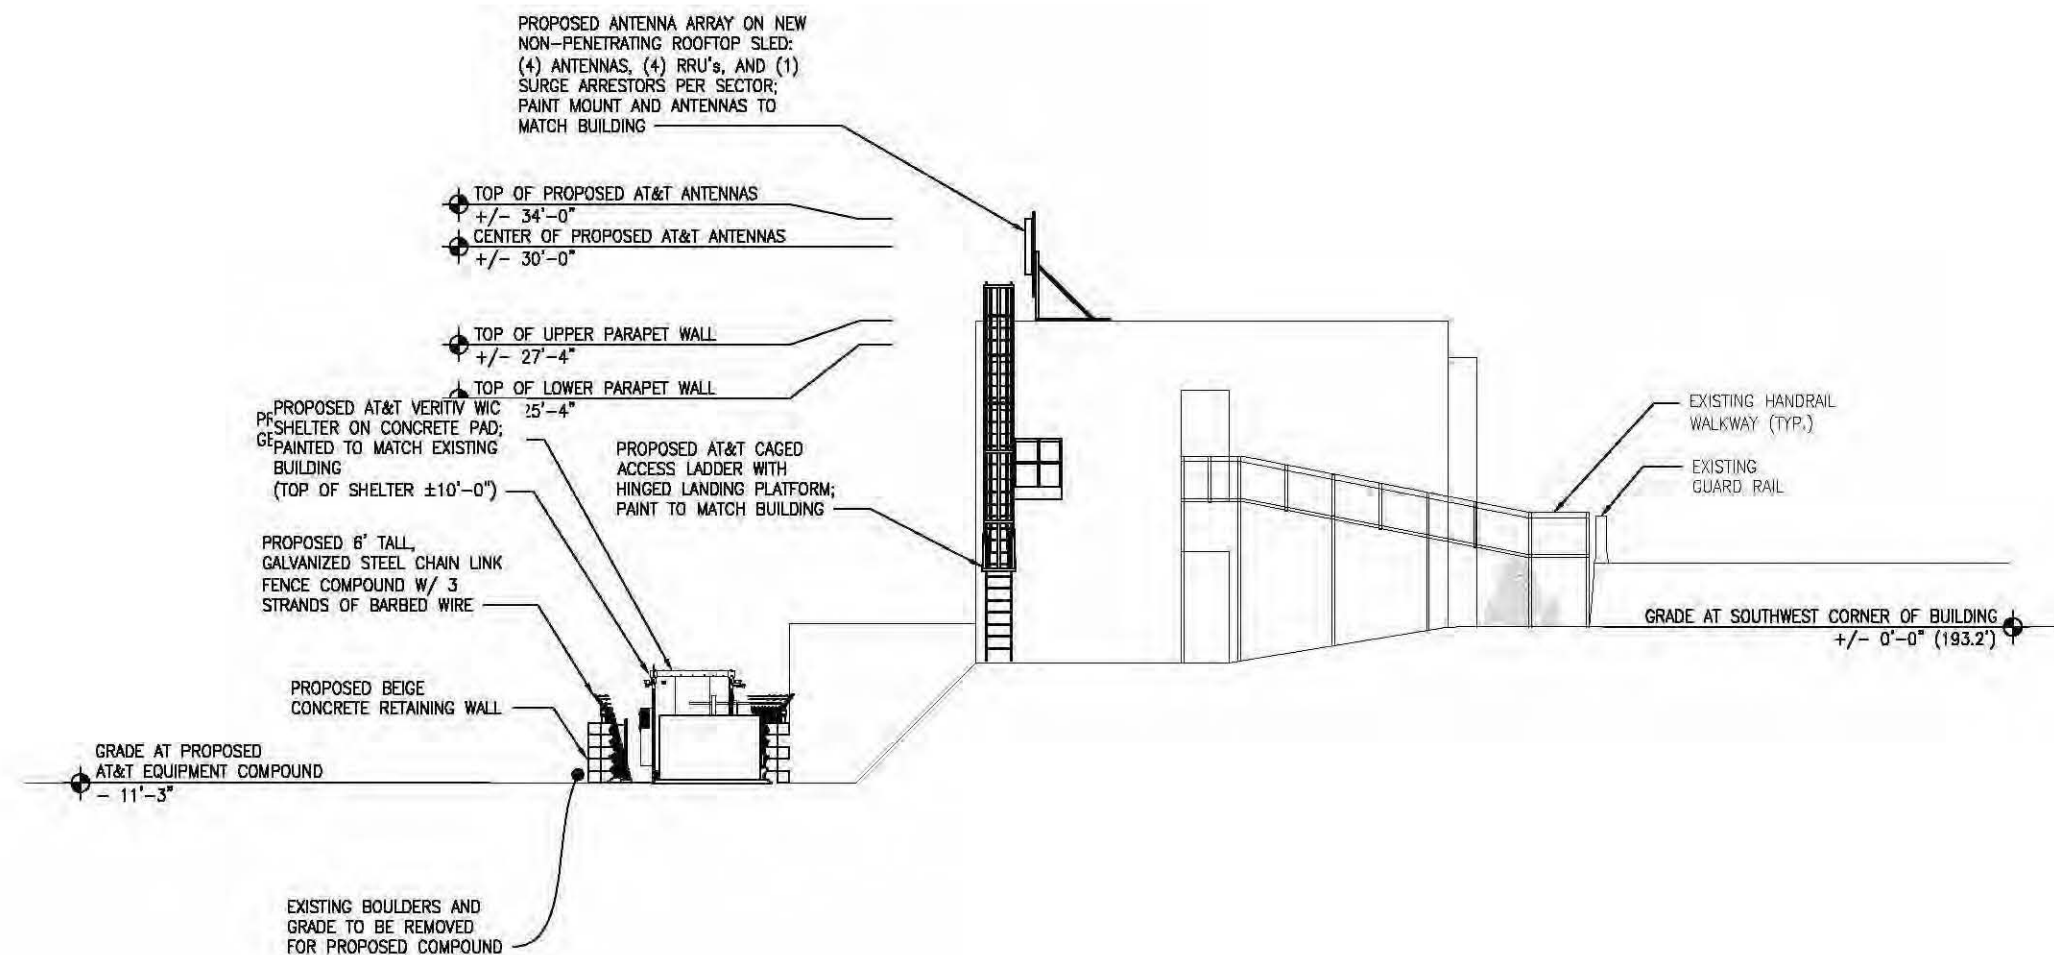 PROPOSED ANTENNA ARRAY ON NEW
NON-PENETRATING ROOFTOP SLED:
(4) ANTENNAS, (4) RRU's, AND (1)
SURGE ARRESTORS PER SECTOR;
PAINT MOUNT AND ANTENNAS TO
MATCH BUILDING
TOP OF PROPOSED AT&T ANTENNAS
+/- 34'-0"
CENTER OF PROPOSED AT&T ANTENNAS
+/- 30'-0"
TOP OF UPPER PARAPET WALL
+/- 27'-4"
TOP OF LOWER PARAPET WALL
25'-4"
PROPOSED AT&T VERITIV WIC
SHELTER ON CONCRETE PAD;
PAINTED TO MATCH EXISTING
BUILDING
(TOP OF SHELTER ±10'-0")
PROPOSED AT&T CAGED
ACCESS LADDER WITH
HINGED LANDING PLATFORM;
PAINT TO MATCH BUILDING
EXISTING HANDRAIL
WALKWAY (TYP.)
EXISTING
GUARD RAIL
PROPOSED 6' TALL,
GALVANIZED STEEL CHAIN LINK
FENCE COMPOUND W/ 3
STRANDS OF BARBED WIRE
GRADE AT SOUTHWEST CORNER OF BUILDING
+/- 0'-0" (193.2')
PROPOSED BEIGE
CONCRETE RETAINING WALL
GRADE AT PROPOSED
AT&T EQUIPMENT COMPOUND
- 11'-3"
EXISTING BOULDERS AND
GRADE TO BE REMOVED
FOR PROPOSED COMPOUND